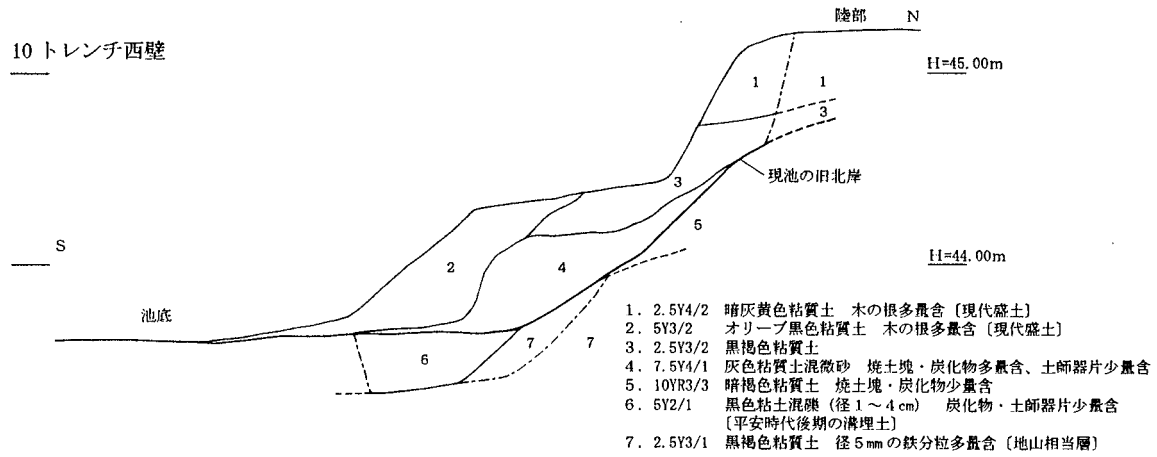 陸部 N
10 トレンチ西壁
H=45.00m
1
1
3
現池の旧北岸
3
5
S
H=44.00m
2
4
池底
6
7
7
1. 2.5Y4/2 暗灰黄色粘質土 木の根多量含〔現代盛土〕
2. 5Y3/2 オリーブ黒色粘質土 木の根多量含〔現代盛土〕
3. 2.5Y3/2 黒褐色粘質土
4. 7.5Y4/1 灰色粘質土混微砂 焼土塊・炭化物多量含、土師器片少量含
5. 10YR3/3 暗褐色粘質土 焼土塊・炭化物少量含
6. 5Y2/1 黒色粘土混礫(径1～4cm) 炭化物・土師器片少量含
〔平安時代後期の溝埋土〕
7. 2.5Y3/1 黒褐色粘質土 径5mmの鉄分粒多量含〔地山相当層〕